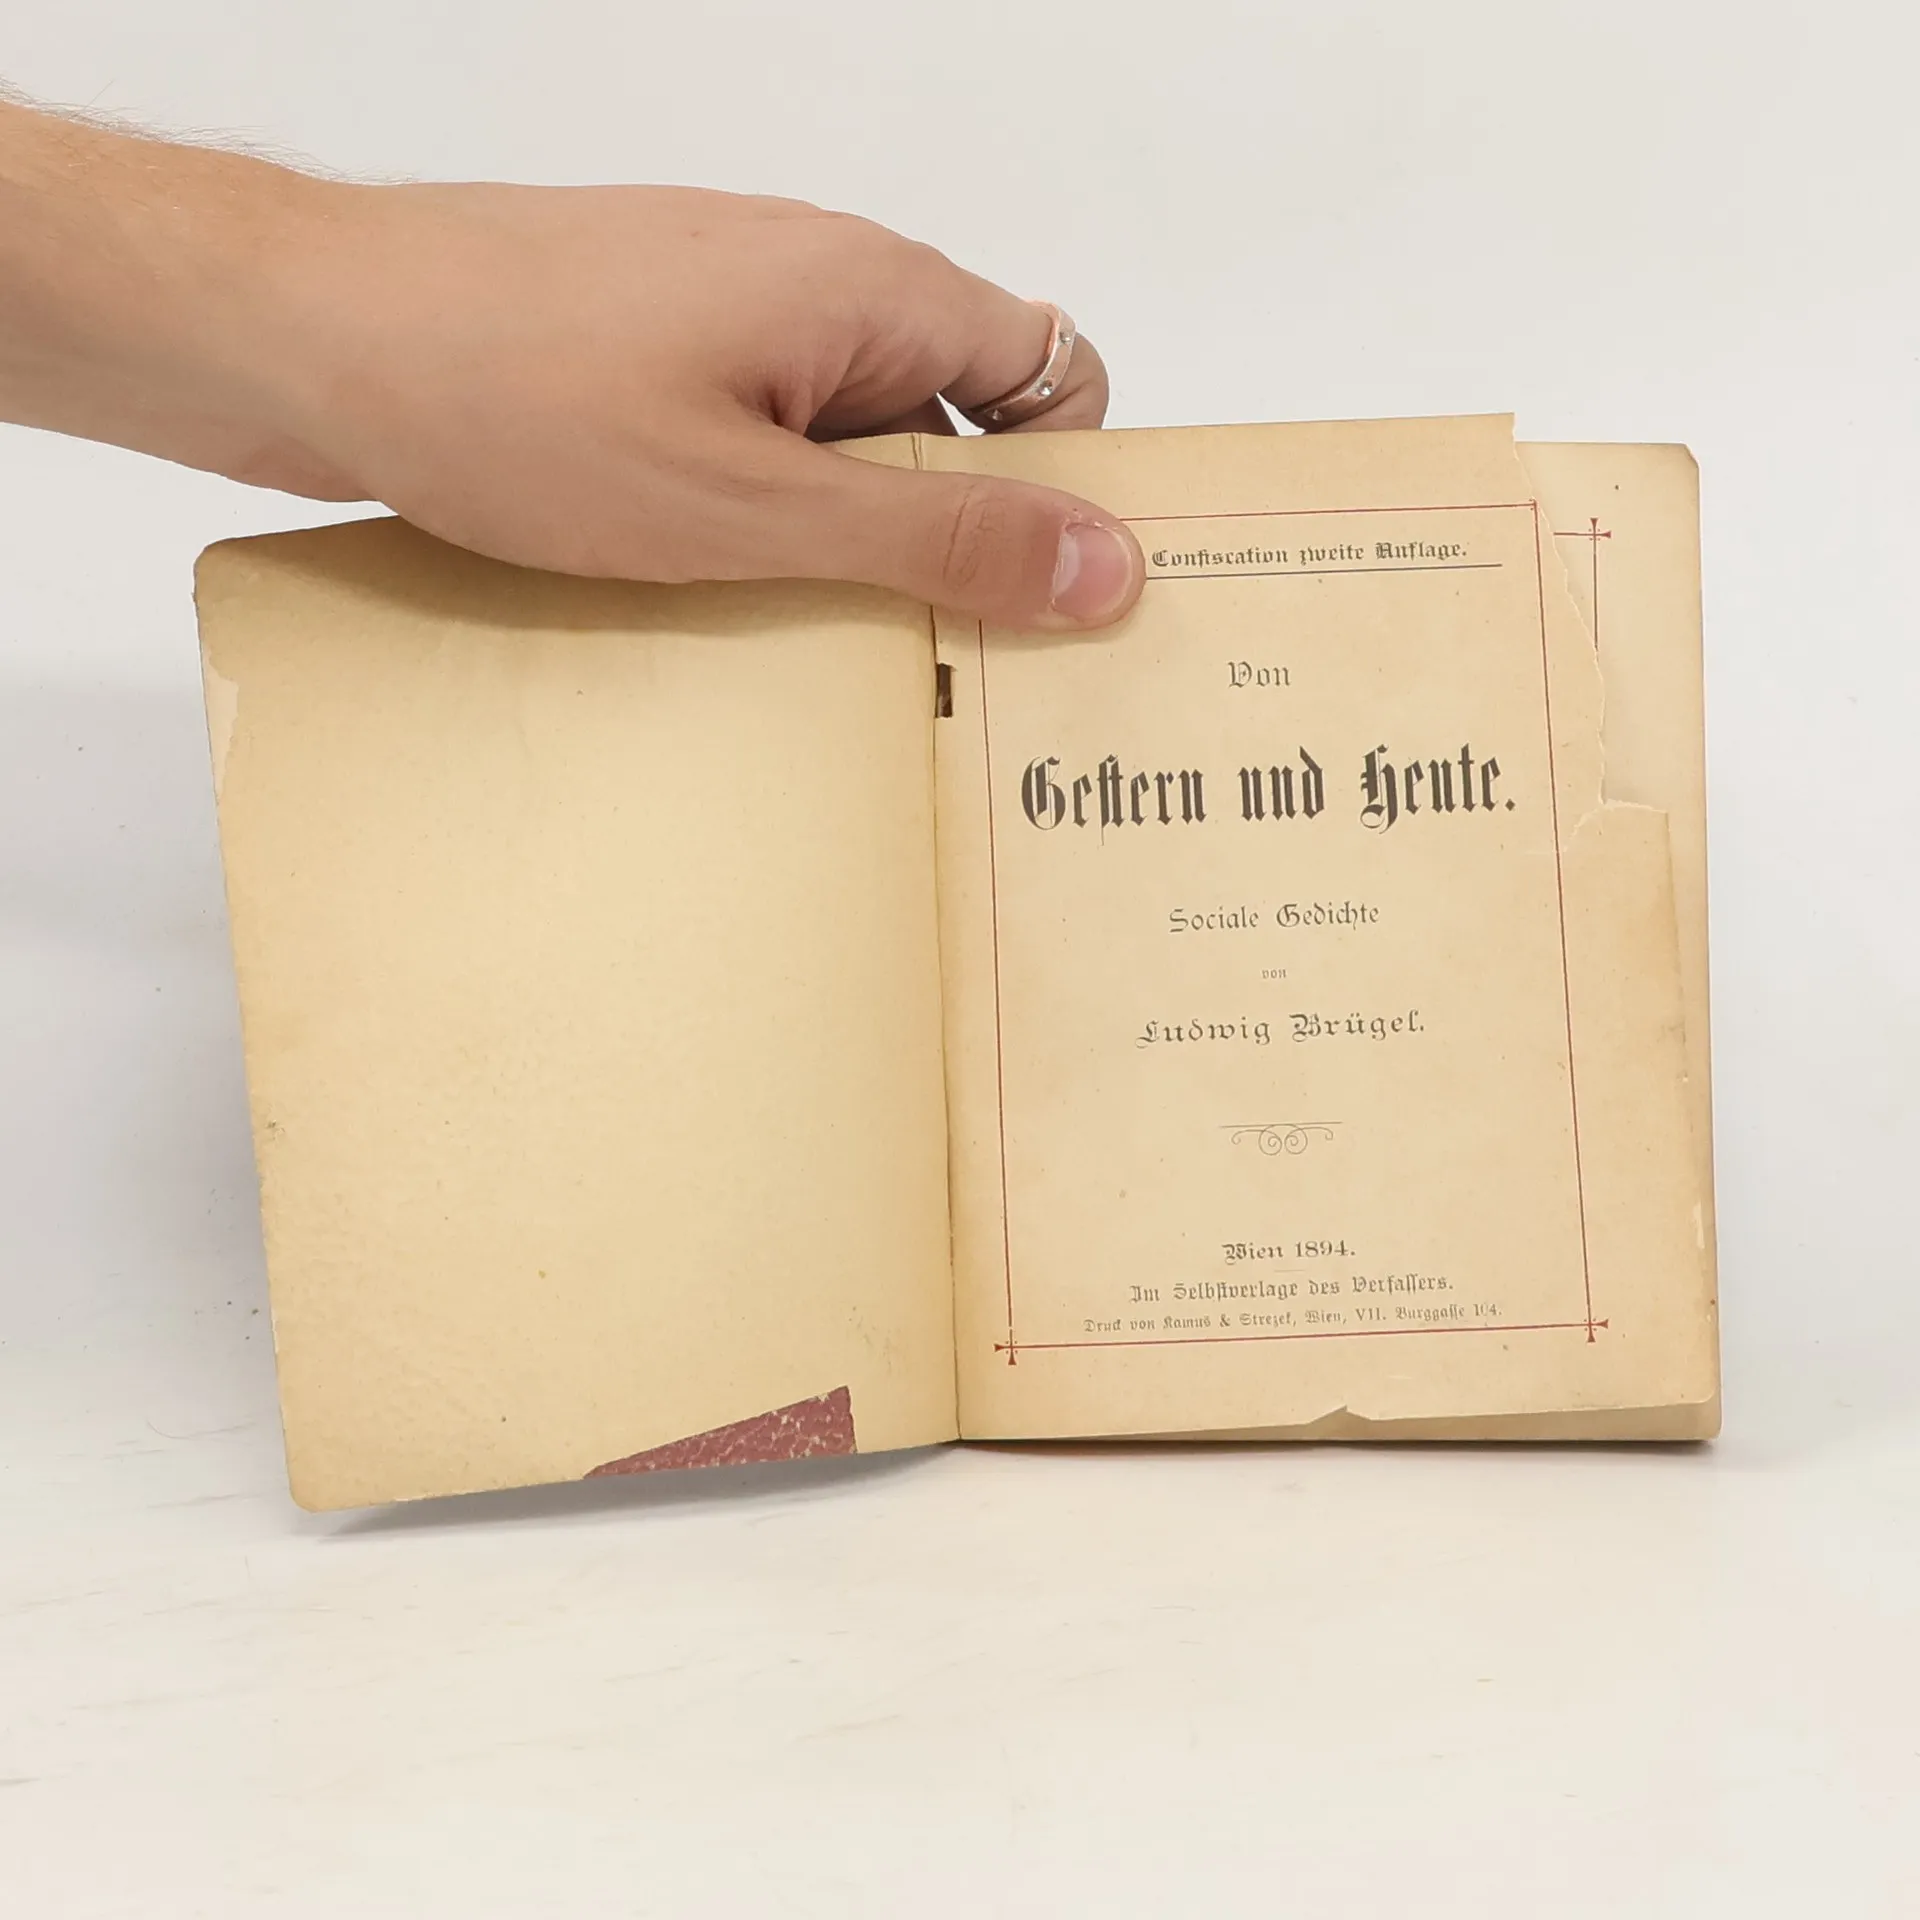 Confiscation zweite Auflage.
Von
Gestern und Heute.
Sociale Gedichte
von
Ludwig Brügel.
Wien 1894.
Im Selbstverlage des Verfassers.
Druck von Kamus & Strezek, Wien, VII. Burggasse 104.